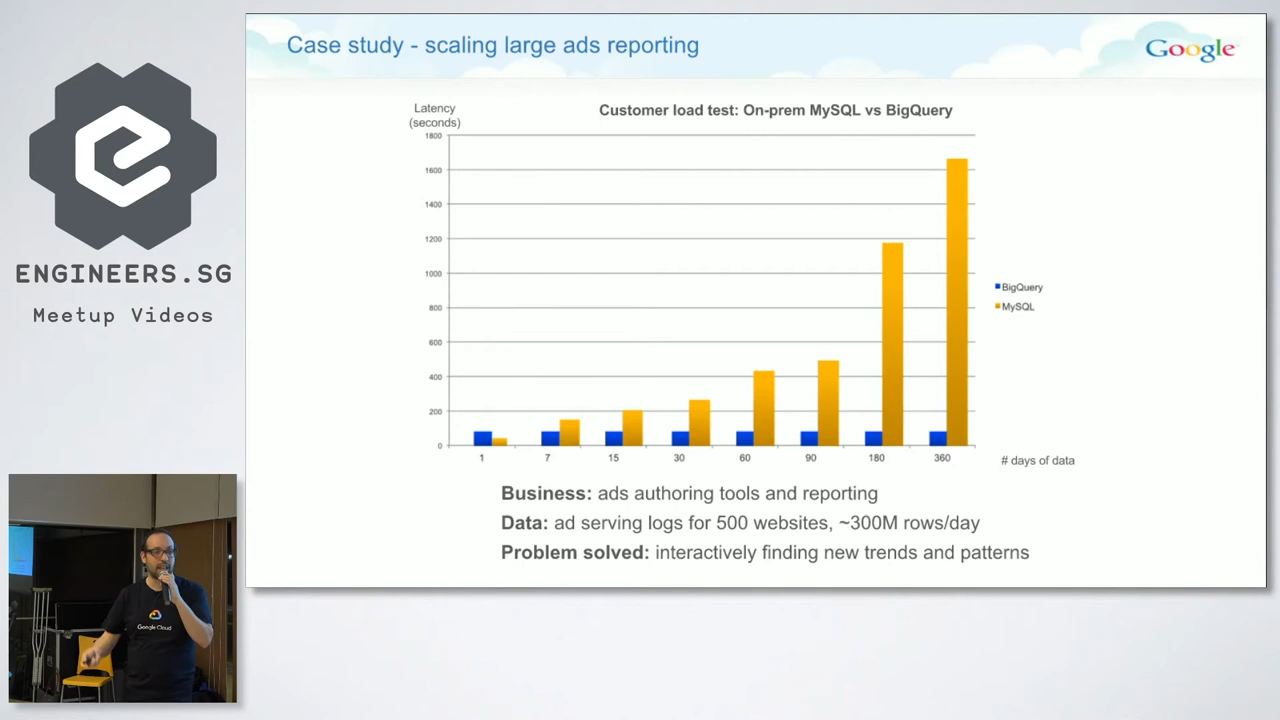 ENGINEERS.SG
Meetup Videos
Case study - scaling large ads reporting
Google
Latency
(seconds)
Customer load test: On-prem MySQL vs BigQuery
1800
1600
1400
1200
1000
800
600
400
200
0
1 7 15 30 60 90 180 360
# days of data
BigQuery
MySQL
Business: ads authoring tools and reporting
Data: ad serving logs for 500 websites, ~300M rows/day
Problem solved: interactively finding new trends and patterns
Google Cloud